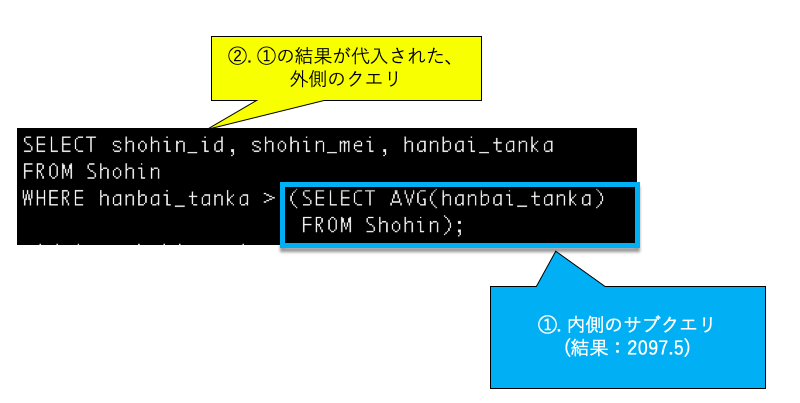 ②. ①の結果が代入された、
外側のクエリ
SELECT shohin_id, shohin_mei, hanbai_tanka
FROM Shohin
WHERE hanbai_tanka > (SELECT AVG(hanbai_tanka)
FROM Shohin);
①. 内側のサブクエリ
(結果：2097.5)